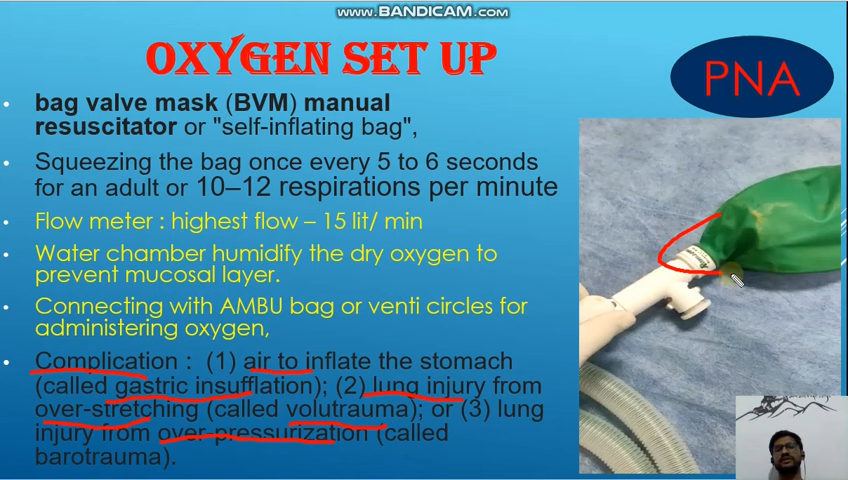 www.BANDICAM.com
OXYGEN SET UP
PNA
• bag valve mask (BVM) manual
resuscitator or "self-inflating bag",
• Squeezing the bag once every 5 to 6 seconds
for an adult or 10–12 respirations per minute
• Flow meter : highest flow – 15 lit/ min
• Water chamber humidify the dry oxygen to
prevent mucosal layer.
• Connecting with AMBU bag or venti circles for
administering oxygen,
• Complication : (1) air to inflate the stomach
(called gastric insufflation); (2) lung injury from
over-stretching (called volutrauma); or (3) lung
injury from over-pressurization (called
barotrauma).